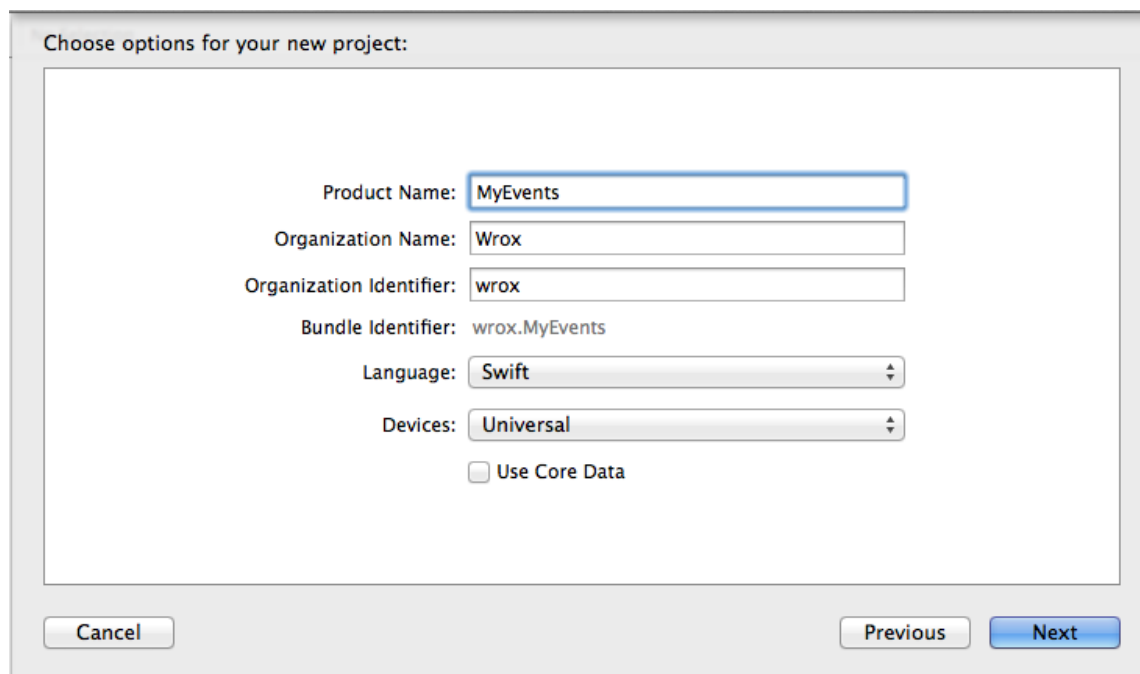 Choose options for your new project:
Product Name: MyEvents
Organization Name: Wrox
Organization Identifier: wrox
Bundle Identifier: wrox.MyEvents
Language: Swift
Devices: Universal
Use Core Data
Cancel Previous Next